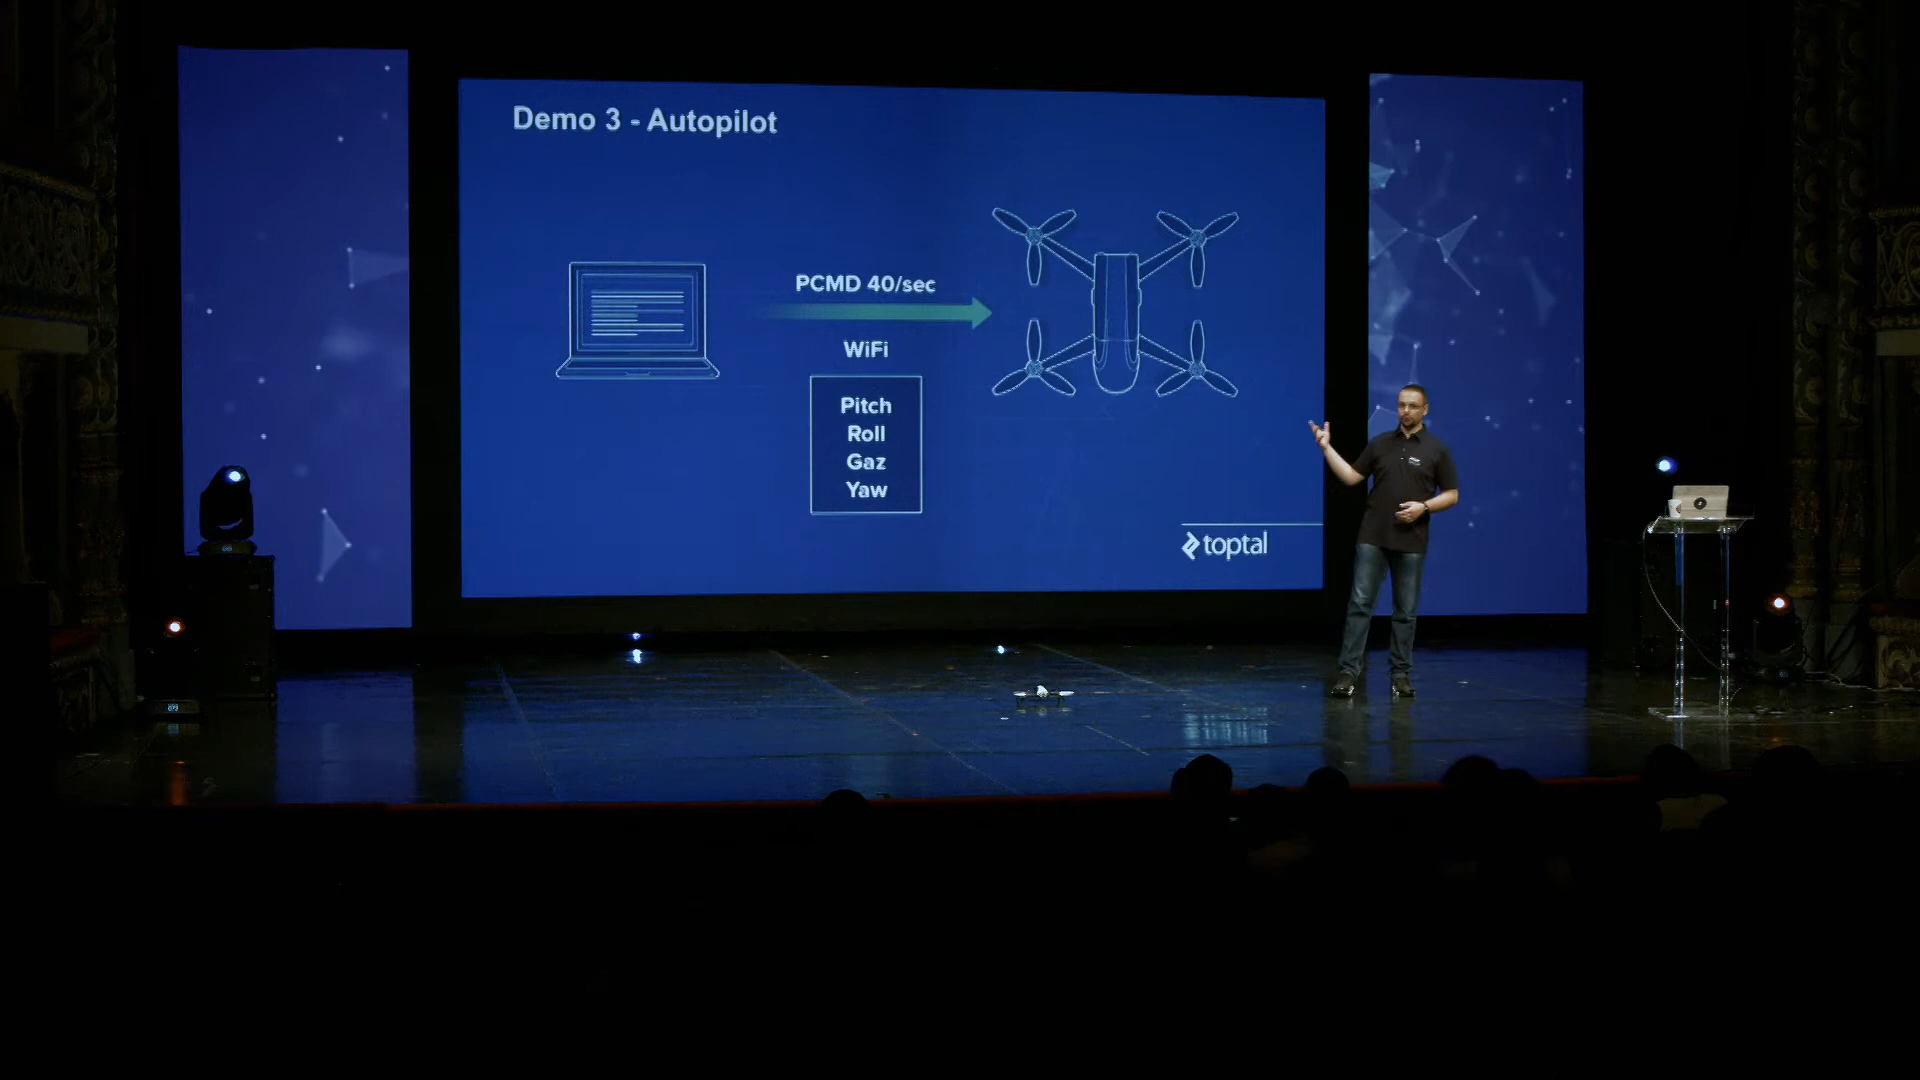 Demo 3 - Autopilot
PCMD 40/sec
WiFi
Pitch
Roll
Gaz
Yaw
toptal